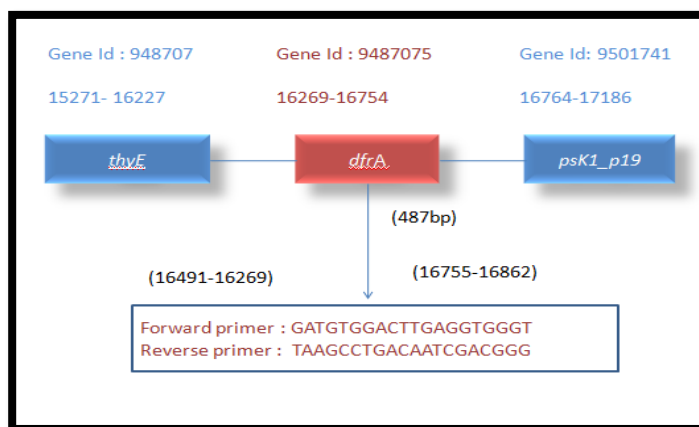 Gene Id : 948707 Gene Id : 9487075 Gene Id: 9501741
15271- 16227 16269-16754 16764-17186
thyE dfrA psK1_p19
(487bp)
(16491-16269) (16755-16862)
Forward primer : GATGTGGACTTGAGGTGGGT
Reverse primer : TAAGCCTGACAATCGACGGG